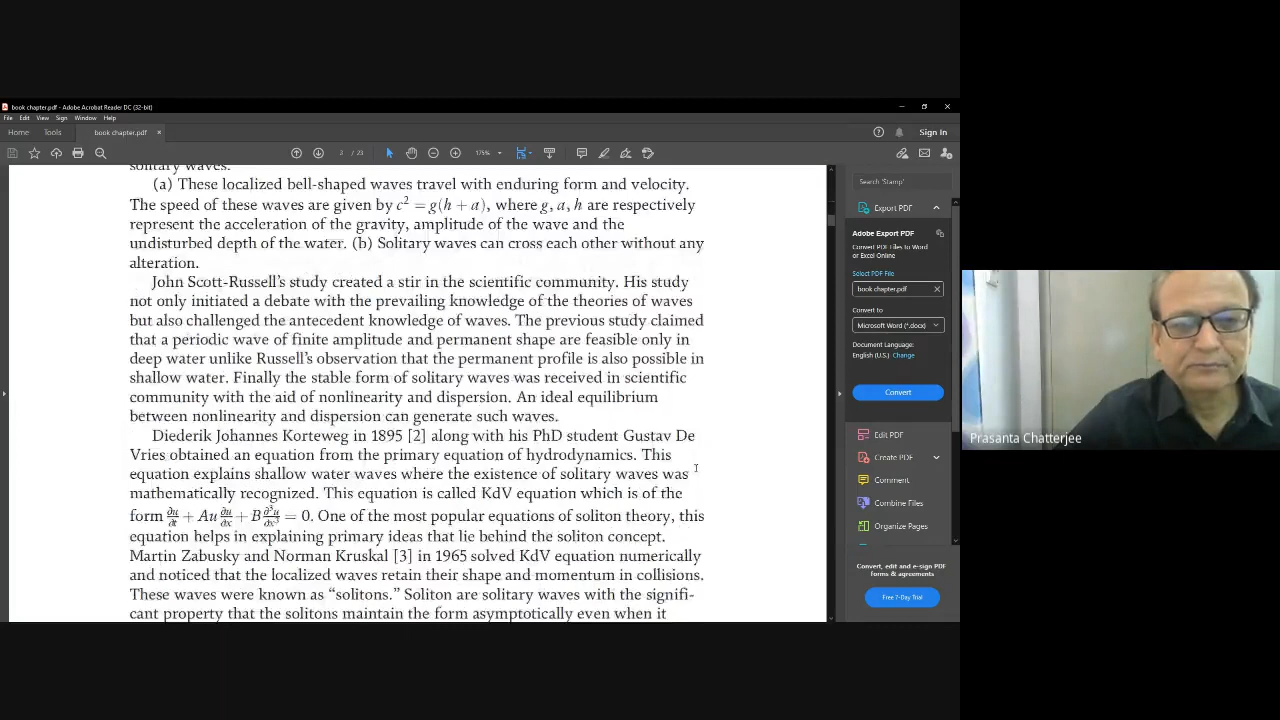 book chapter.pdf - Adobe Acrobat Reader DC (32-bit)
File Edit View Sign Window Help
Home Tools book chapter.pdf × Sign In
/ 23 175%
solitary waves.
(a) These localized bell-shaped waves travel with enduring form and velocity.
The speed of these waves are given by c² = g(h + a), where g, a, h are respectively
represent the acceleration of the gravity, amplitude of the wave and the
undisturbed depth of the water. (b) Solitary waves can cross each other without any
alteration.
John Scott-Russell's study created a stir in the scientific community. His study
not only initiated a debate with the prevailing knowledge of the theories of waves
but also challenged the antecedent knowledge of waves. The previous study claimed
that a periodic wave of finite amplitude and permanent shape are feasible only in
deep water unlike Russell's observation that the permanent profile is also possible in
shallow water. Finally the stable form of solitary waves was received in scientific
community with the aid of nonlinearity and dispersion. An ideal equilibrium
between nonlinearity and dispersion can generate such waves.
Diederik Johannes Korteweg in 1895 [2] along with his PhD student Gustav De
Vries obtained an equation from the primary equation of hydrodynamics. This
equation explains shallow water waves where the existence of solitary waves was
mathematically recognized. This equation is called KdV equation which is of the
form ∂u/∂t + Au ∂u/∂x + B ∂³u/∂x³ = 0. One of the most popular equations of soliton theory, this
equation helps in explaining primary ideas that lie behind the soliton concept.
Martin Zabusky and Norman Kruskal [3] in 1965 solved KdV equation numerically
and noticed that the localized waves retain their shape and momentum in collisions.
These waves were known as “solitons.” Soliton are solitary waves with the signifi-
cant property that the solitons maintain the form asymptotically even when it
Search 'Stamp'
Export PDF
Adobe Export PDF
Convert PDF Files to Word
or Excel Online
Select PDF File
book chapter.pdf ×
Convert to
Microsoft Word (*.docx)
Document Language:
English (U.S.) Change
Convert
Edit PDF
Create PDF
Comment
Combine Files
Organize Pages
Convert, edit and e-sign PDF
forms & agreements
Free 7-Day Trial
Prasanta Chatterjee